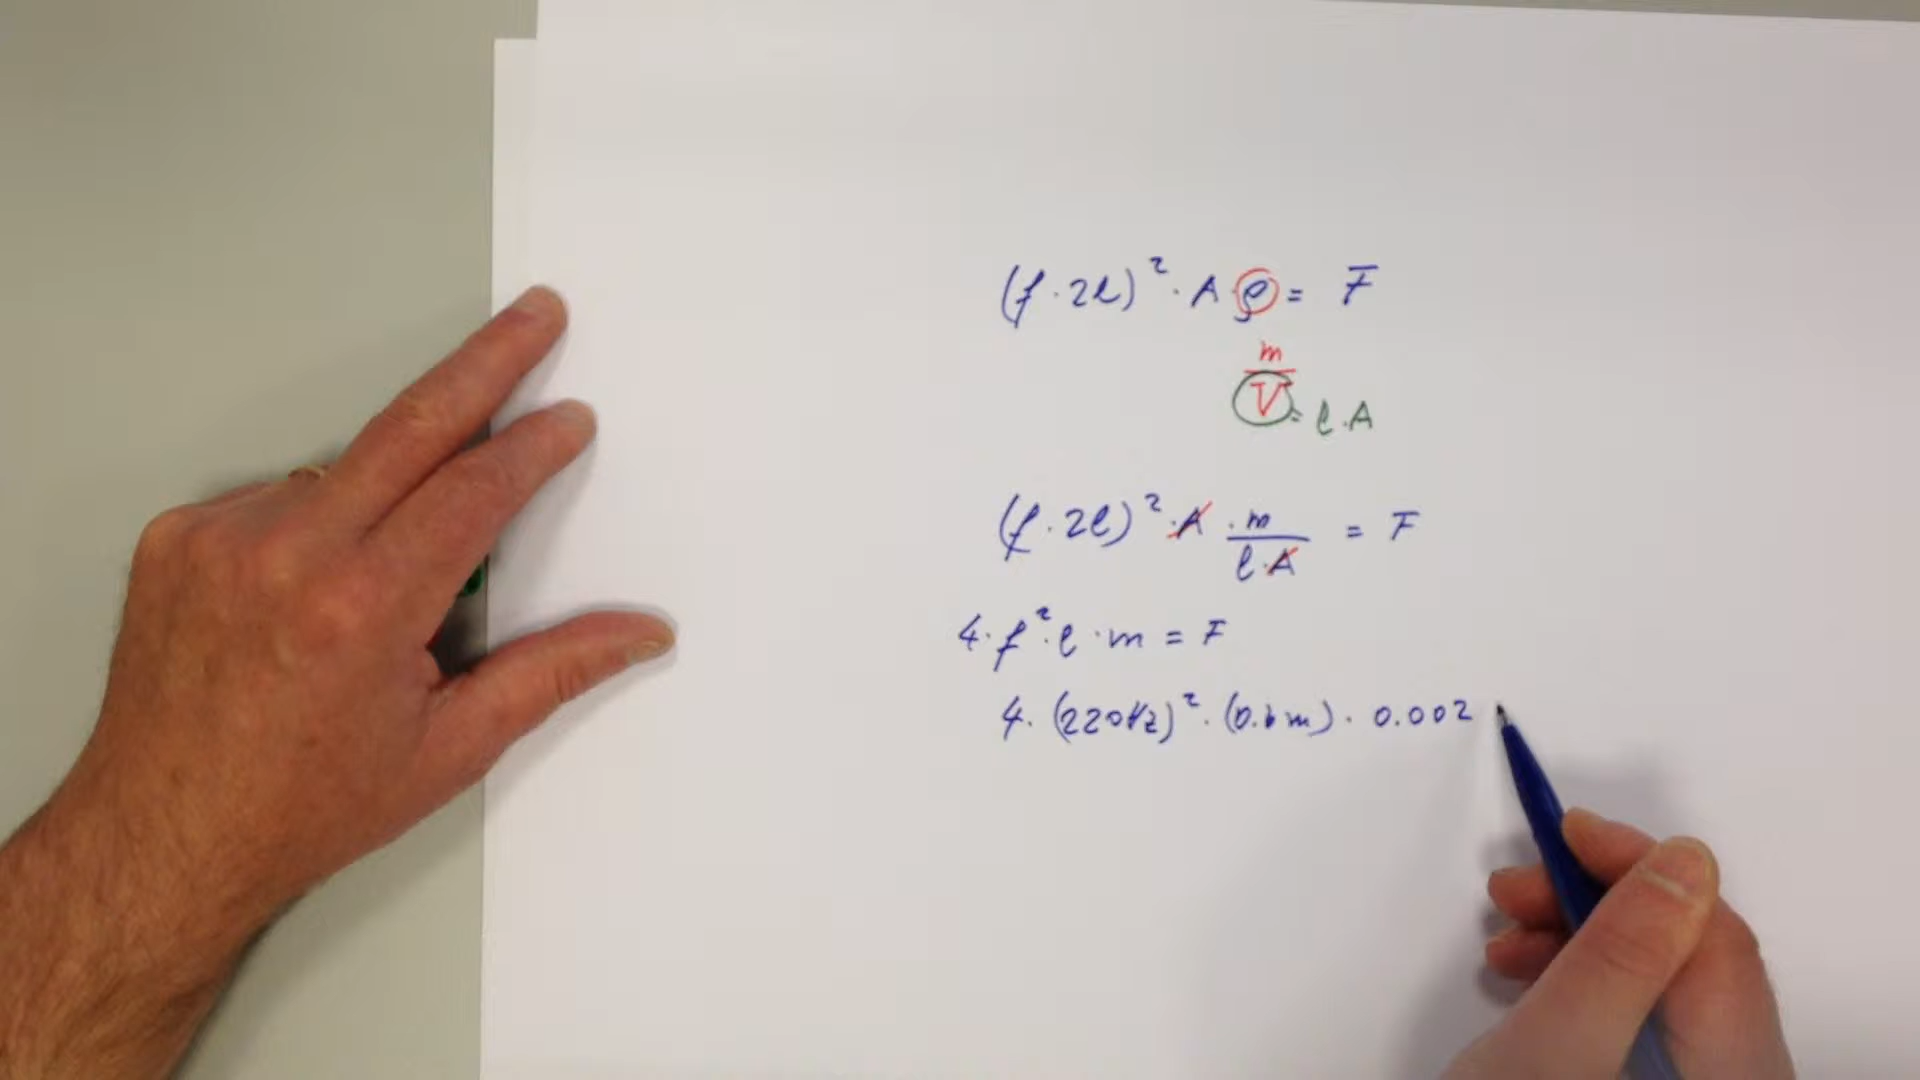 (f · 2l)² · A · ρ = F
m
V = l · A
(f · 2l)² · A · m / l · A = F
4 · f² · l · m = F
4 · (220Hz)² · (0.6m) · 0.002